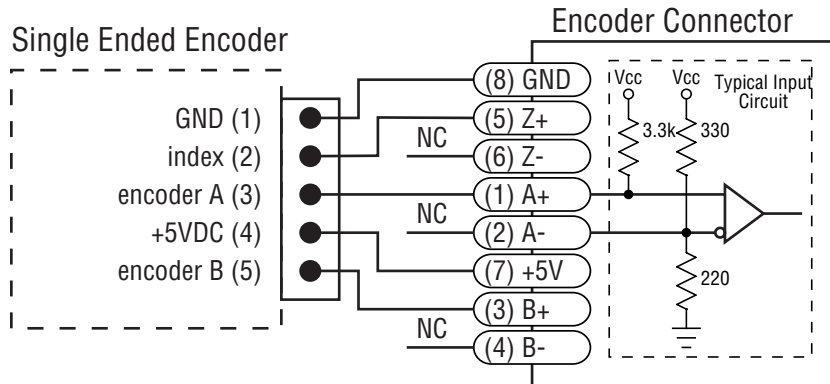 Encoder Connector
Single Ended Encoder
GND (1)
index (2)
encoder A (3)
+5VDC (4)
encoder B (5)
(8) GND
(5) Z+
NC
(6) Z-
(1) A+
NC
(2) A-
(7) +5V
(3) B+
NC
(4) B-
Vcc
Vcc
Typical Input
Circuit
3.3k
330
220